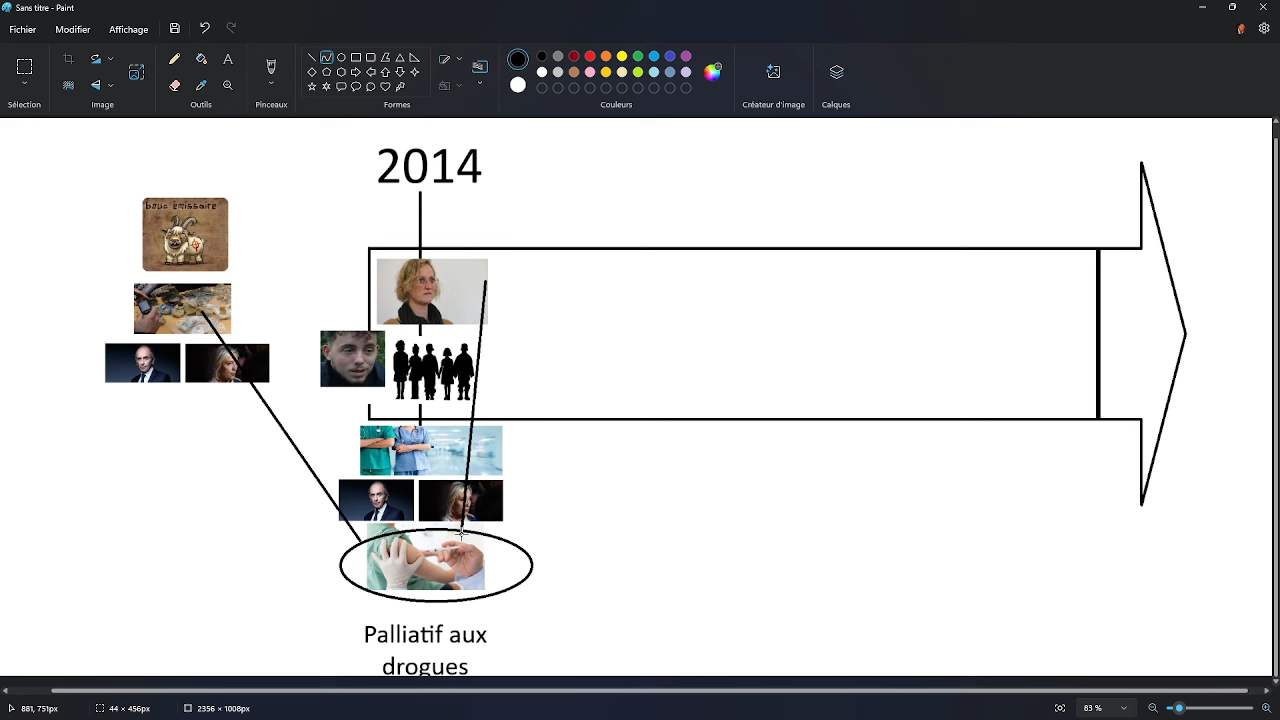 Sans titre - Paint
Fichier Modifier Affichage
Sélection Image Outils Pinceaux Formes Couleurs Créateur d'image Calques
2014
bouc emissaire
Palliatif aux
drogues
881, 751px 44 × 456px 2356 × 1008px 83 %